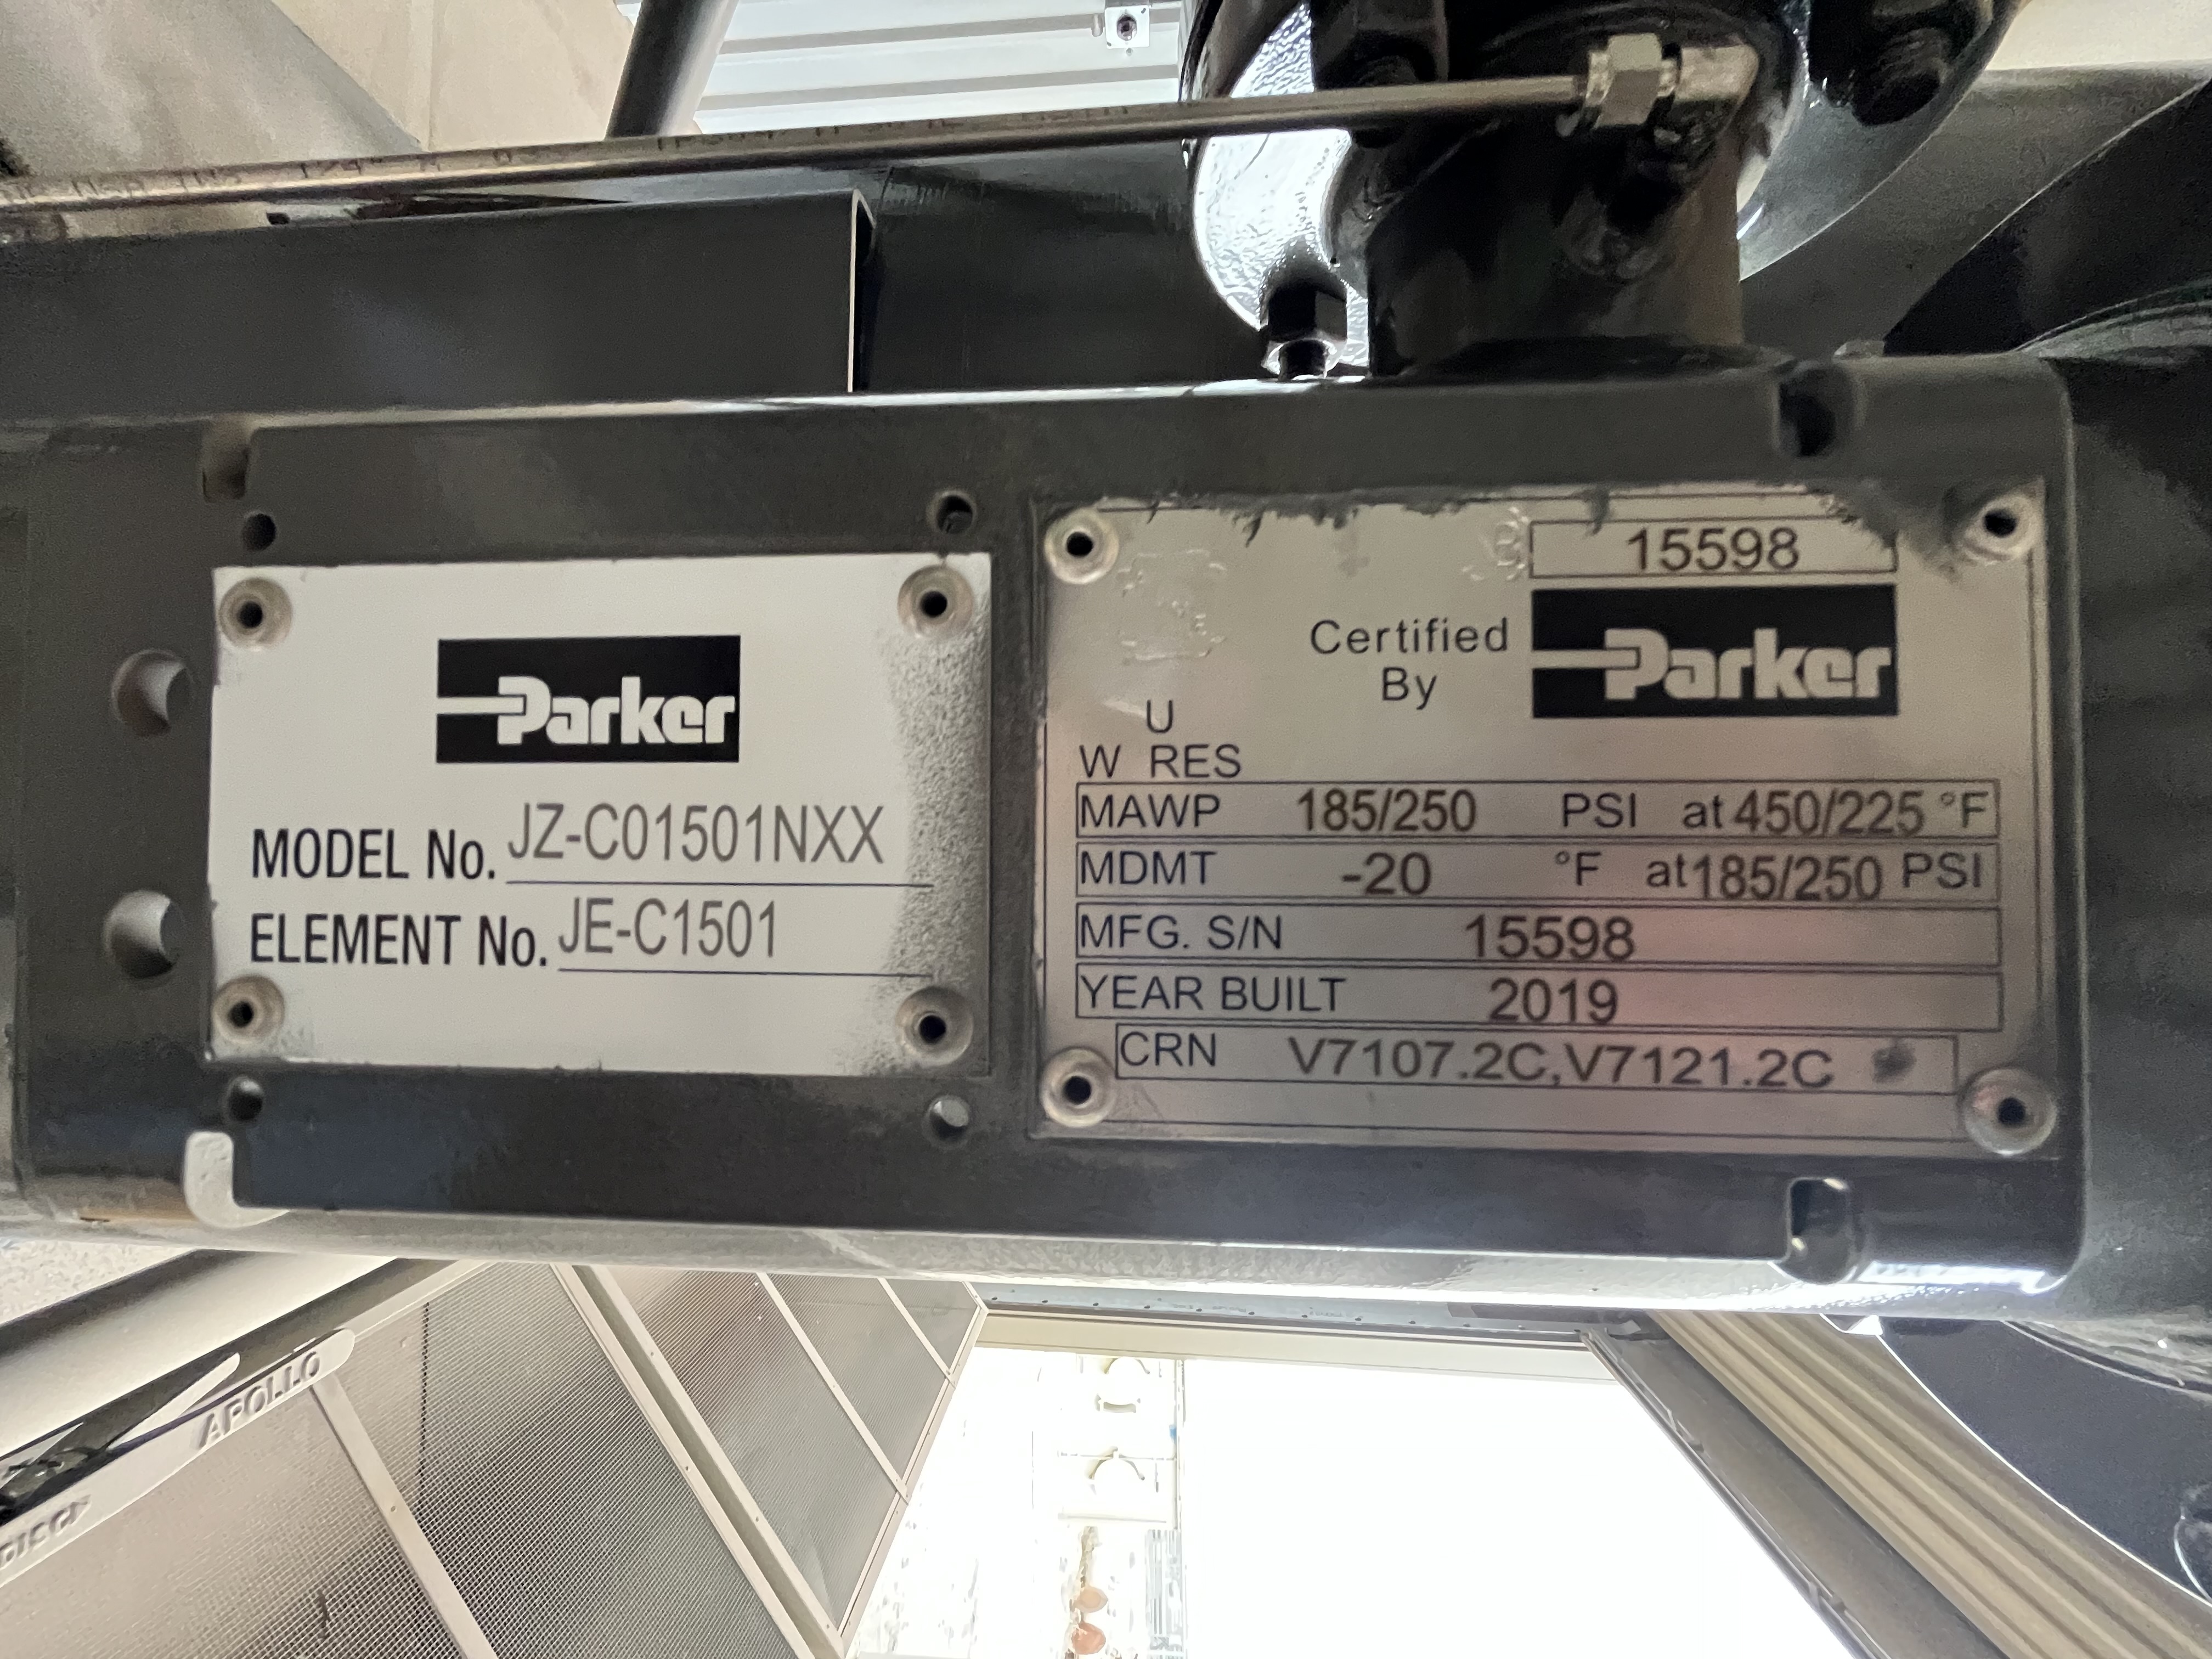 Parker
MODEL No. JZ-C01501NXX
ELEMENT No. JE-C1501
15598
Certified
By
Parker
U
W RES
MAWP 185/250 PSI at 450/225 °F
MDMT -20 °F at 185/250 PSI
MFG. S/N 15598
YEAR BUILT 2019
CRN V7107.2C,V7121.2C
APOLLO